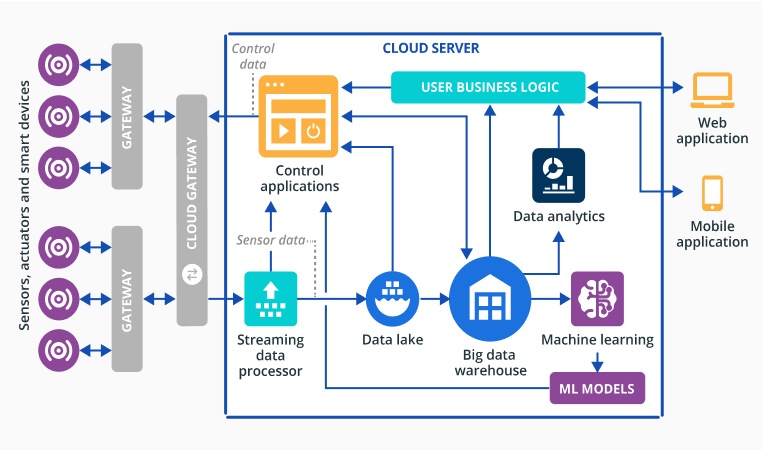 Sensors, actuators and smart devices
GATEWAY
GATEWAY
CLOUD GATEWAY
CLOUD SERVER
Control
data
USER BUSINESS LOGIC
Control
applications
Data analytics
Sensor data
Streaming
data
processor
Data lake
Big data
warehouse
Machine learning
ML MODELS
Web
application
Mobile
application